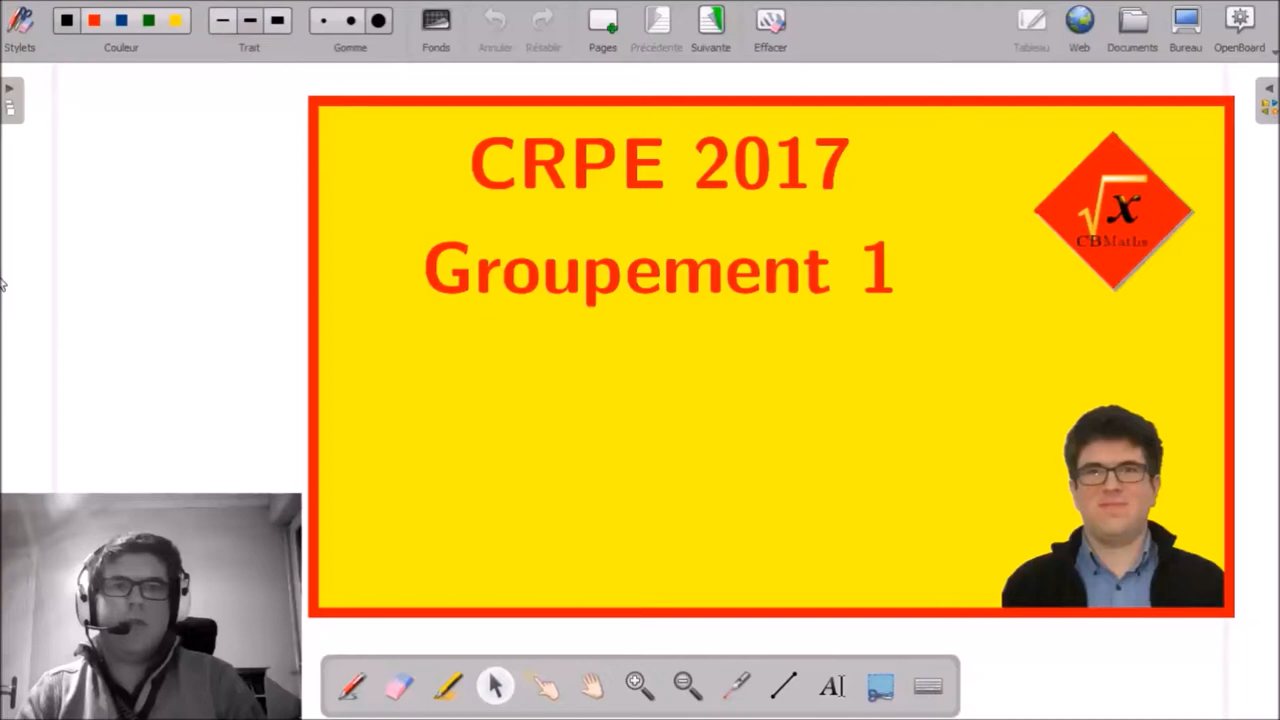 Stylets
Couleur
Trait
Gomme
Fonds
Annuler
Rétablir
Pages
Précédente
Suivante
Effacer
Tableau
Web
Documents
Bureau
OpenBoard
CRPE 2017
Groupement 1
√x
CBMaths
AI